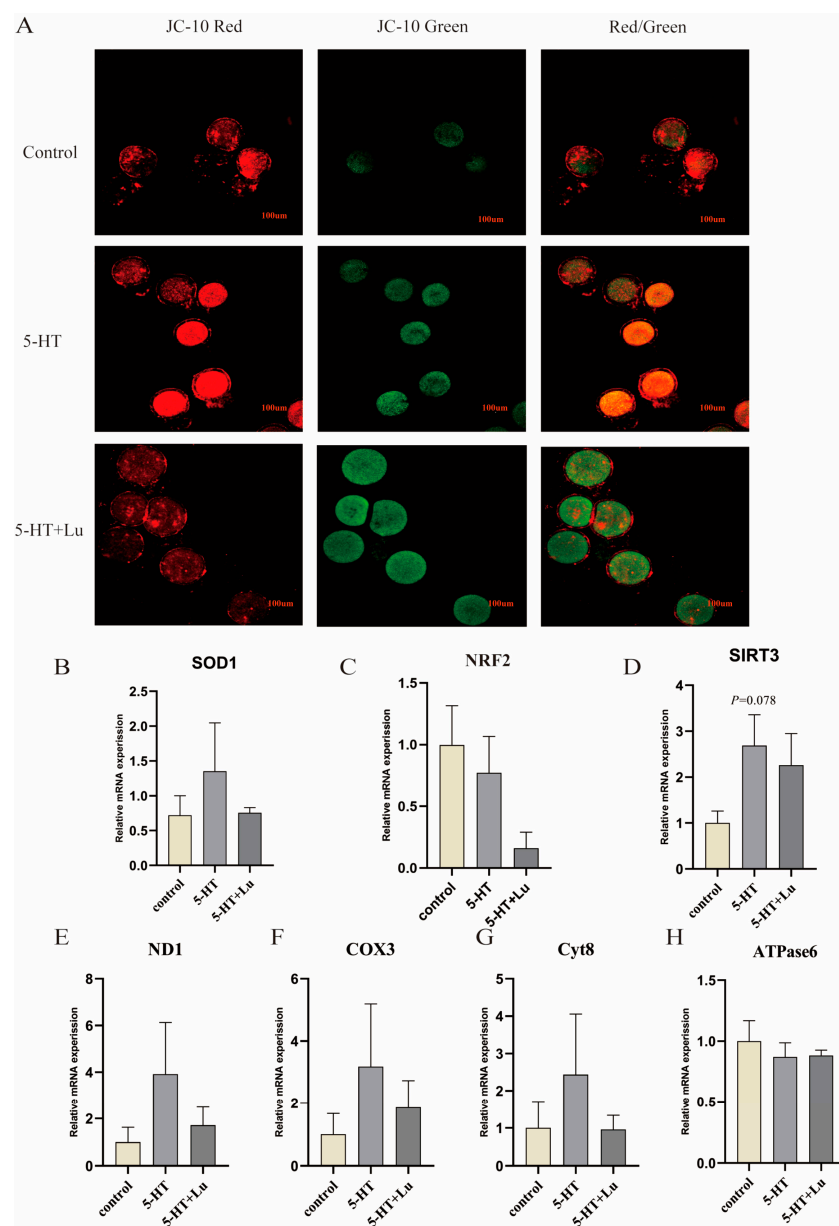 A
JC-10 Red JC-10 Green Red/Green
Control
100um 100um 100um
5-HT
100um 100um 100um
5-HT+Lu
100um 100um 100um
B SOD1
Relative mRNA experission
2.5
2.0
1.5
1.0
0.5
0.0
control 5-HT 5-HT+Lu
C NRF2
Relative mRNA experission
1.5
1.0
0.5
0.0
control 5-HT 5-HT+Lu
D SIRT3
P=0.078
Relative mRNA experission
4
3
2
1
0
control 5-HT 5-HT+Lu
E ND1
Relative mRNA experission
8
6
4
2
0
control 5-HT 5-HT+Lu
F COX3
Relative mRNA experission
6
4
2
0
control 5-HT 5-HT+Lu
G Cyt8
Relative mRNA experission
5
4
3
2
1
0
control 5-HT 5-HT+Lu
H ATPase6
Relative mRNA experission
1.5
1.0
0.5
0.0
control 5-HT 5-HT+Lu